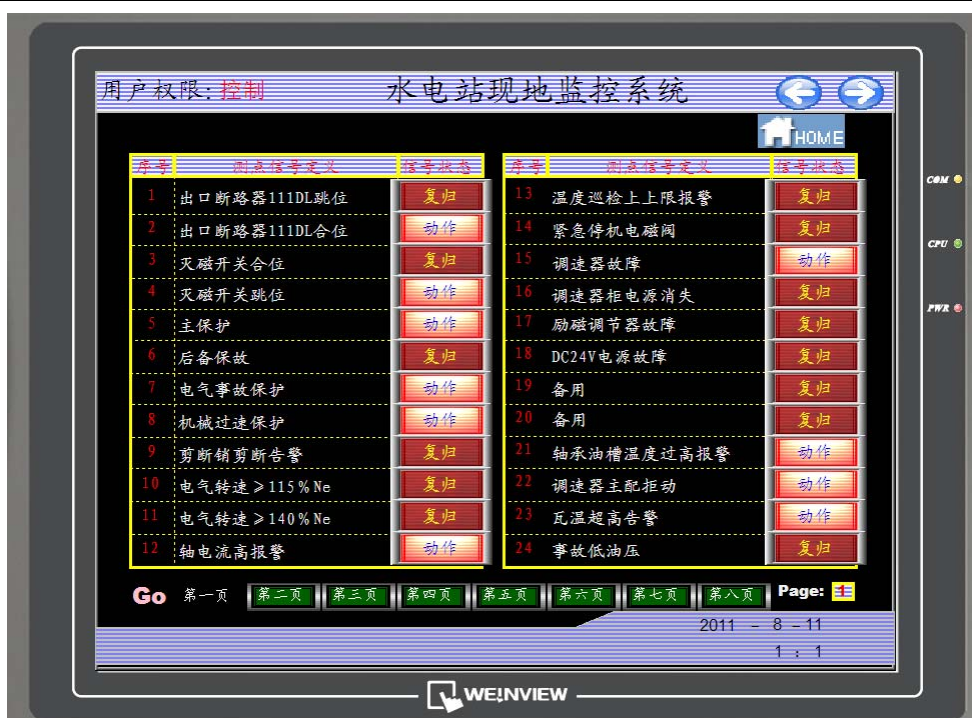 用户权限:控制
水电站现地监控系统
HOME
序号 测点信号定义 信号状态
1 出口断路器111DL跳位 复归
2 出口断路器111DL合位 动作
3 灭磁开关合位 复归
4 灭磁开关跳位 动作
5 主保护 动作
6 后备保故 复归
7 电气事故保护 动作
8 机械过速保护 动作
9 剪断销剪断告警 复归
10 电气转速≥115%Ne 复归
11 电气转速≥140%Ne 复归
12 轴电流高报警 动作
序号 测点信号定义 信号状态
13 温度巡检上上限报警 复归
14 紧急停机电磁阀 复归
15 调速器故障 动作
16 调速器柜电源消失 复归
17 励磁调节器故障 复归
18 DC24V电源故障 复归
19 备用 复归
20 备用 复归
21 轴承油槽温度过高报警 动作
22 调速器主配拒动 动作
23 瓦温超高告警 动作
24 事故低油压 复归
Go 第一页 第二页 第三页 第四页 第五页 第六页 第七页 第八页 Page: 1
2011 - 8 - 11
1 : 1
COM
CPU
PWR
WEINVIEW